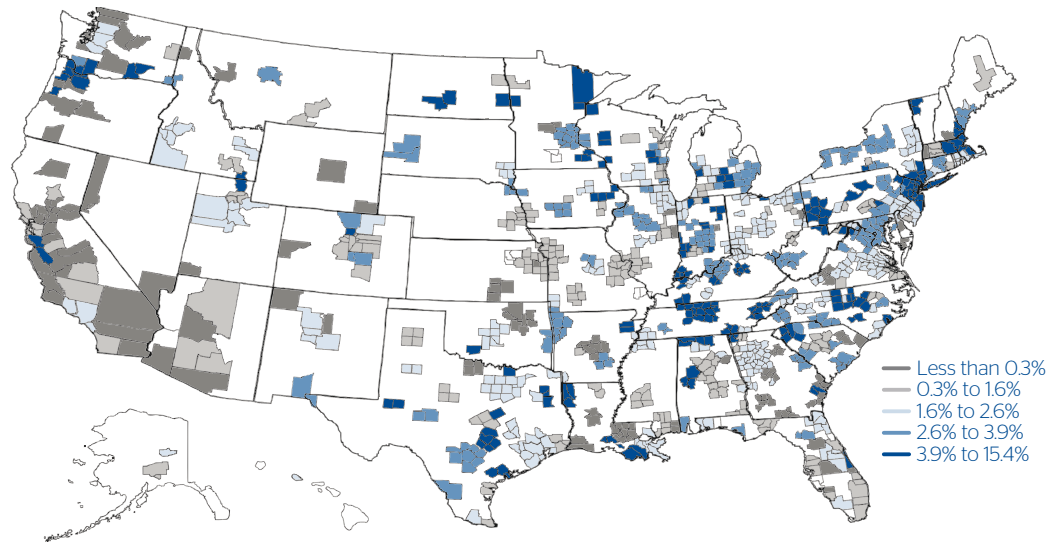 Less than 0.3%
0.3% to 1.6%
1.6% to 2.6%
2.6% to 3.9%
3.9% to 15.4%